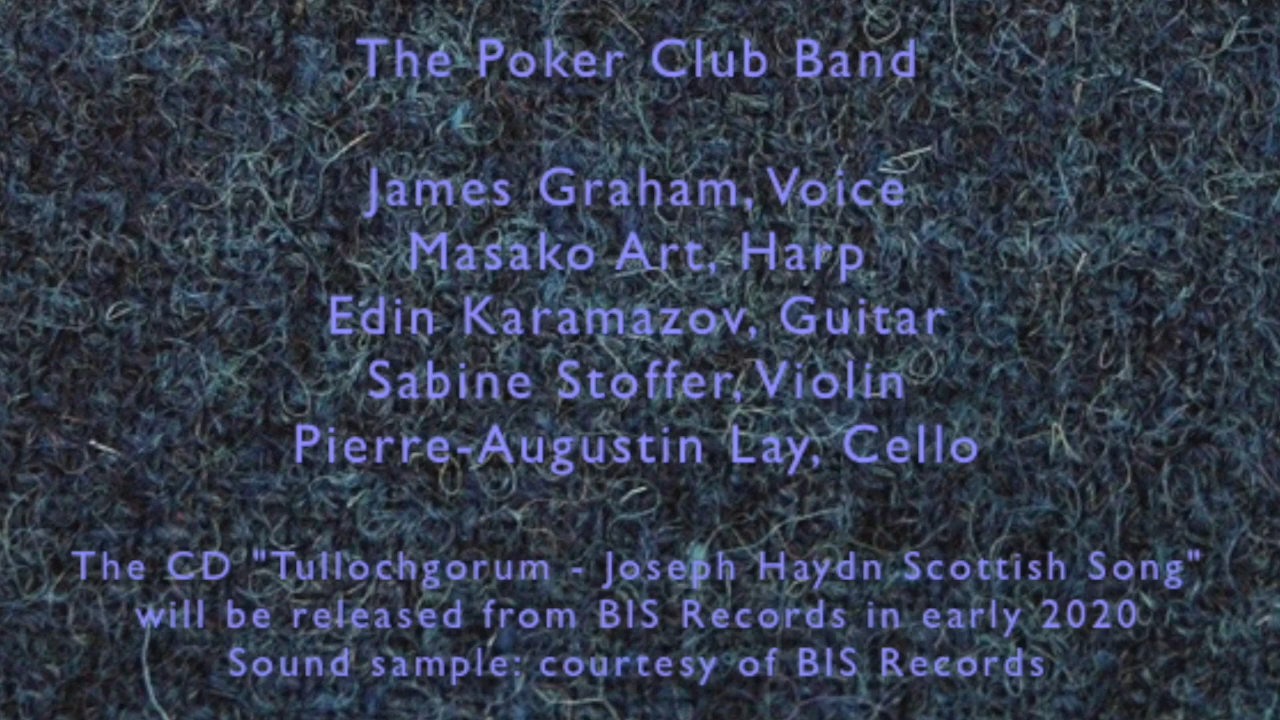 The Poker Club Band
James Graham, Voice
Masako Art, Harp
Edin Karamazov, Guitar
Sabine Stoffer, Violin
Pierre-Augustin Lay, Cello
The CD "Tullochgorum - Joseph Haydn Scottish Song"
will be released from BIS Records in early 2020
Sound sample: courtesy of BIS Records